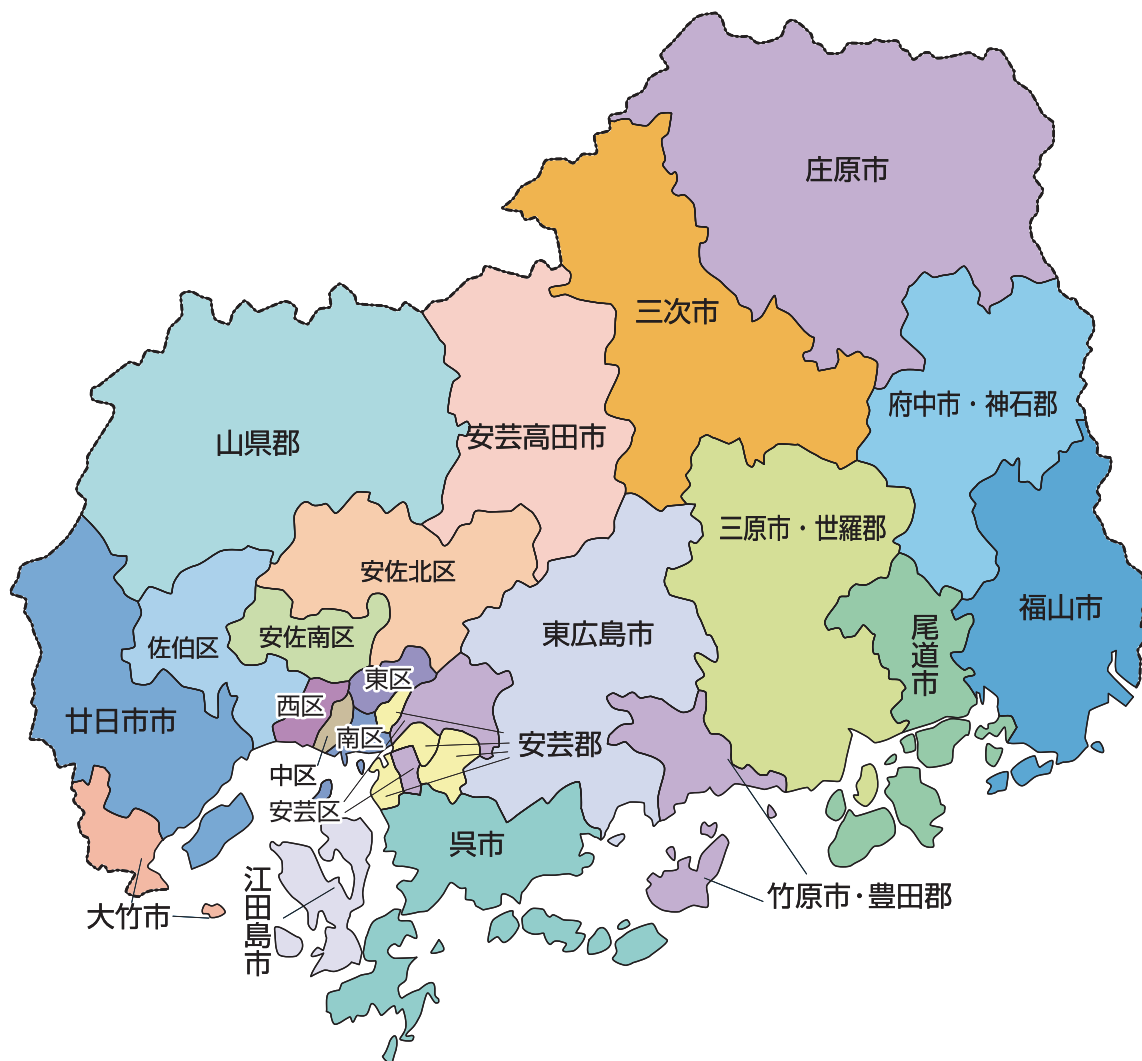 庄原市
三次市
府中市・神石郡
山県郡
安芸高田市
三原市・世羅郡
安佐北区
福山市
安佐南区
東広島市
尾道市
佐伯区
東区
西区
廿日市市
南区
安芸郡
中区
安芸区
呉市
江田島市
竹原市・豊田郡
大竹市